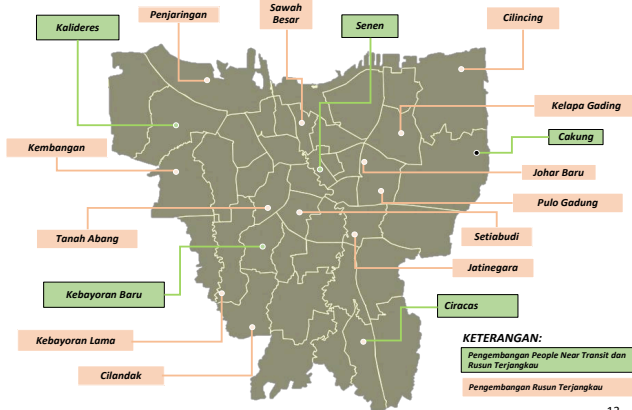 Penjaringan
Sawah
Besar
Kalideres
Senen
Cilincing
Kelapa Gading
Cakung
Kembangan
Johar Baru
Pulo Gadung
Tanah Abang
Setiabudi
Jatinegara
Kebayoran Baru
Ciracas
Kebayoran Lama
Cilandak
KETERANGAN:
Pengembangan People Near Transit dan
Rusun Terjangkau
Pengembangan Rusun Terjangkau